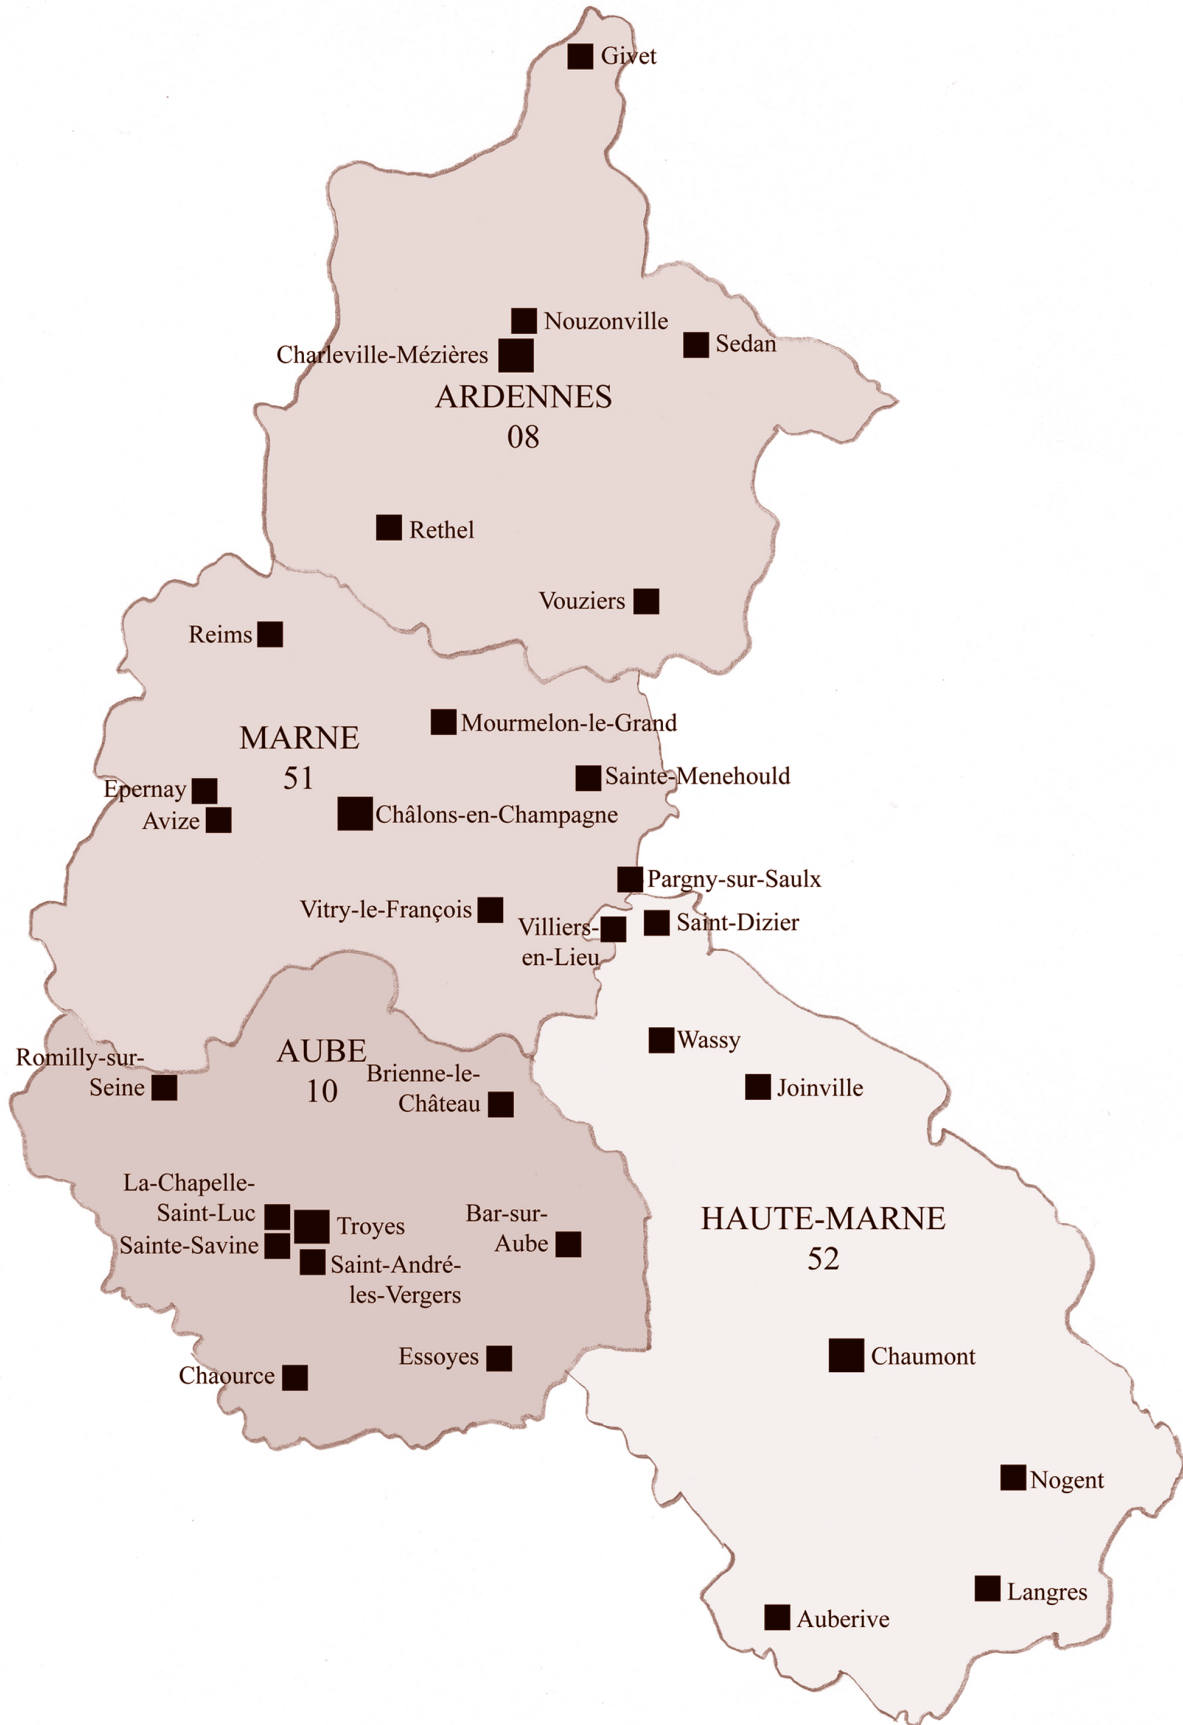 Givet
Nouzonville
Sedan
Charleville-Mézières
ARDENNES
08
Rethel
Vouziers
Reims
Mourmelon-le-Grand
MARNE
51
Sainte-Menehould
Epernay
Avize
Châlons-en-Champagne
Pargny-sur-Saulx
Vitry-le-François
Villiers-
en-Lieu
Saint-Dizier
Wassy
AUBE
10
Romilly-sur-
Seine
Brienne-le-
Château
Joinville
La-Chapelle-
Saint-Luc
Troyes
Sainte-Savine
Saint-André-
les-Vergers
Bar-sur-
Aube
HAUTE-MARNE
52
Essoyes
Chaource
Chaumont
Nogent
Langres
Auberive